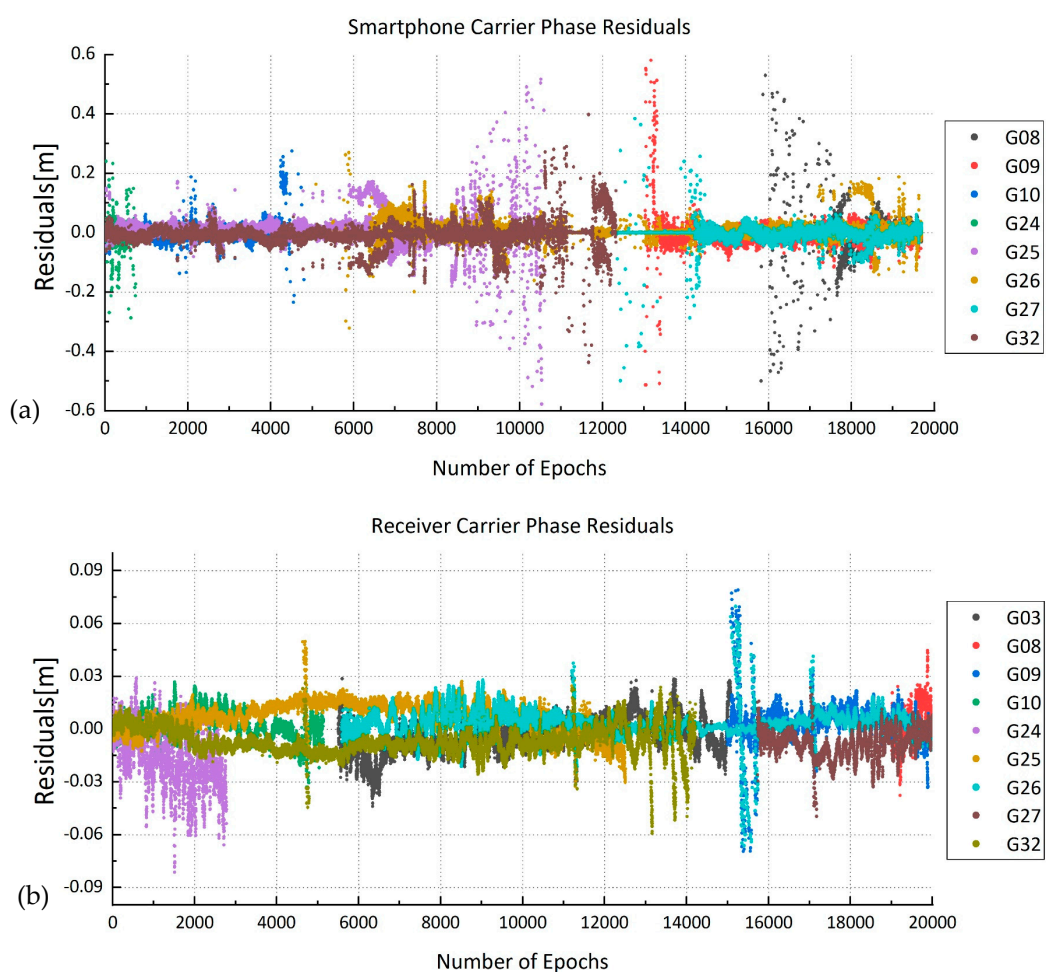 Smartphone Carrier Phase Residuals
0.6
0.4
0.2
0.0
-0.2
-0.4
-0.6
Residuals[m]
(a)
0 2000 4000 6000 8000 10000 12000 14000 16000 18000 20000
Number of Epochs
G08
G09
G10
G24
G25
G26
G27
G32
Receiver Carrier Phase Residuals
0.09
0.06
0.03
0.00
-0.03
-0.06
-0.09
Residuals[m]
(b)
0 2000 4000 6000 8000 10000 12000 14000 16000 18000 20000
Number of Epochs
G03
G08
G09
G10
G24
G25
G26
G27
G32